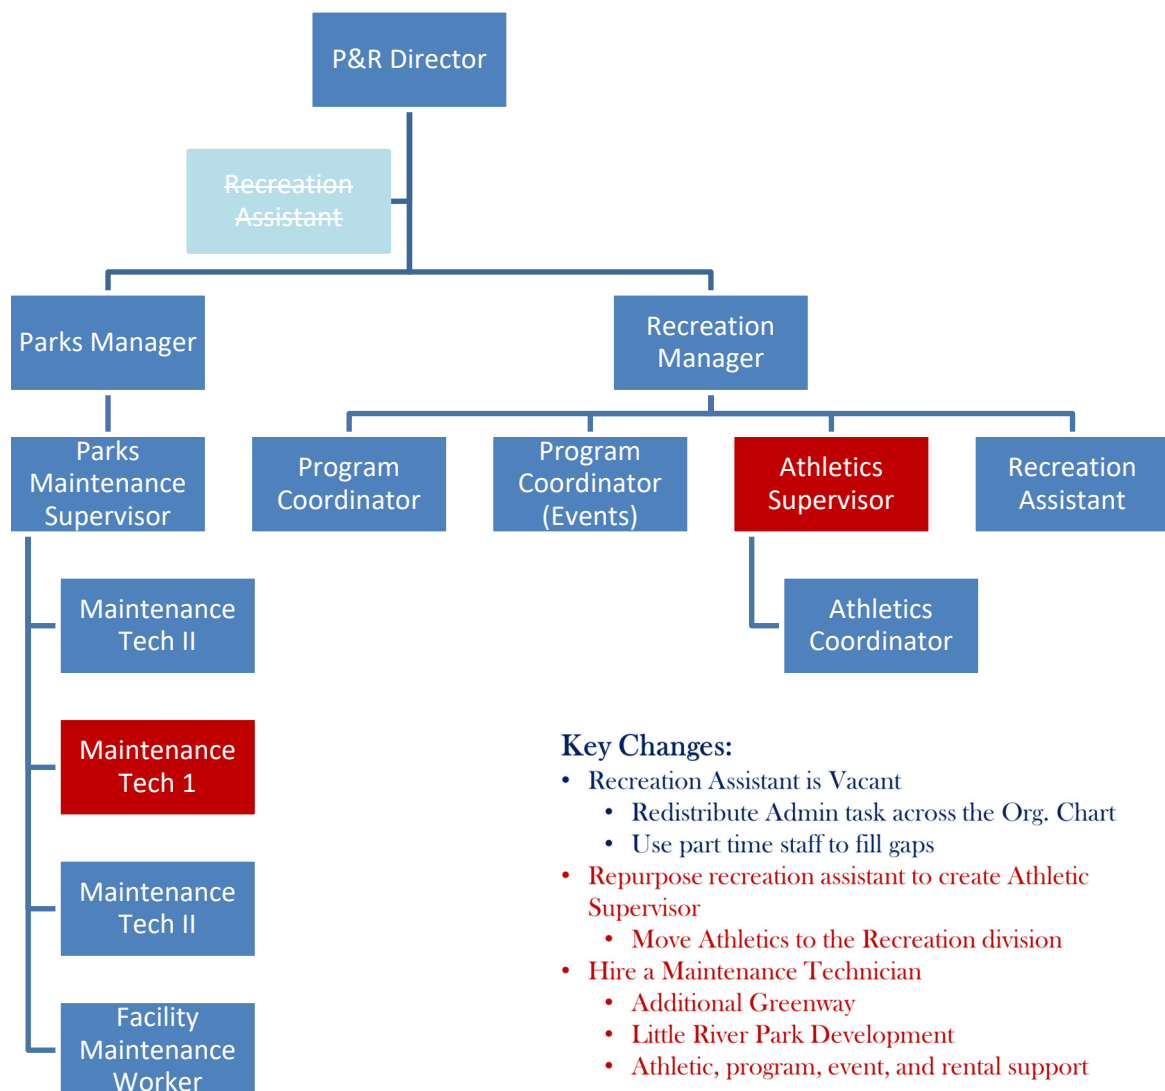 P&R Director
Recreation
Assistant
Parks Manager
Recreation
Manager
Parks
Maintenance
Supervisor
Program
Coordinator
Program
Coordinator
(Events)
Athletics
Supervisor
Recreation
Assistant
Maintenance
Tech II
Athletics
Coordinator
Maintenance
Tech 1
Maintenance
Tech II
Facility
Maintenance
Worker
Key Changes:
• Recreation Assistant is Vacant
• Redistribute Admin task across the Org. Chart
• Use part time staff to fill gaps
• Repurpose recreation assistant to create Athletic
Supervisor
• Move Athletics to the Recreation division
• Hire a Maintenance Technician
• Additional Greenway
• Little River Park Development
• Athletic, program, event, and rental support